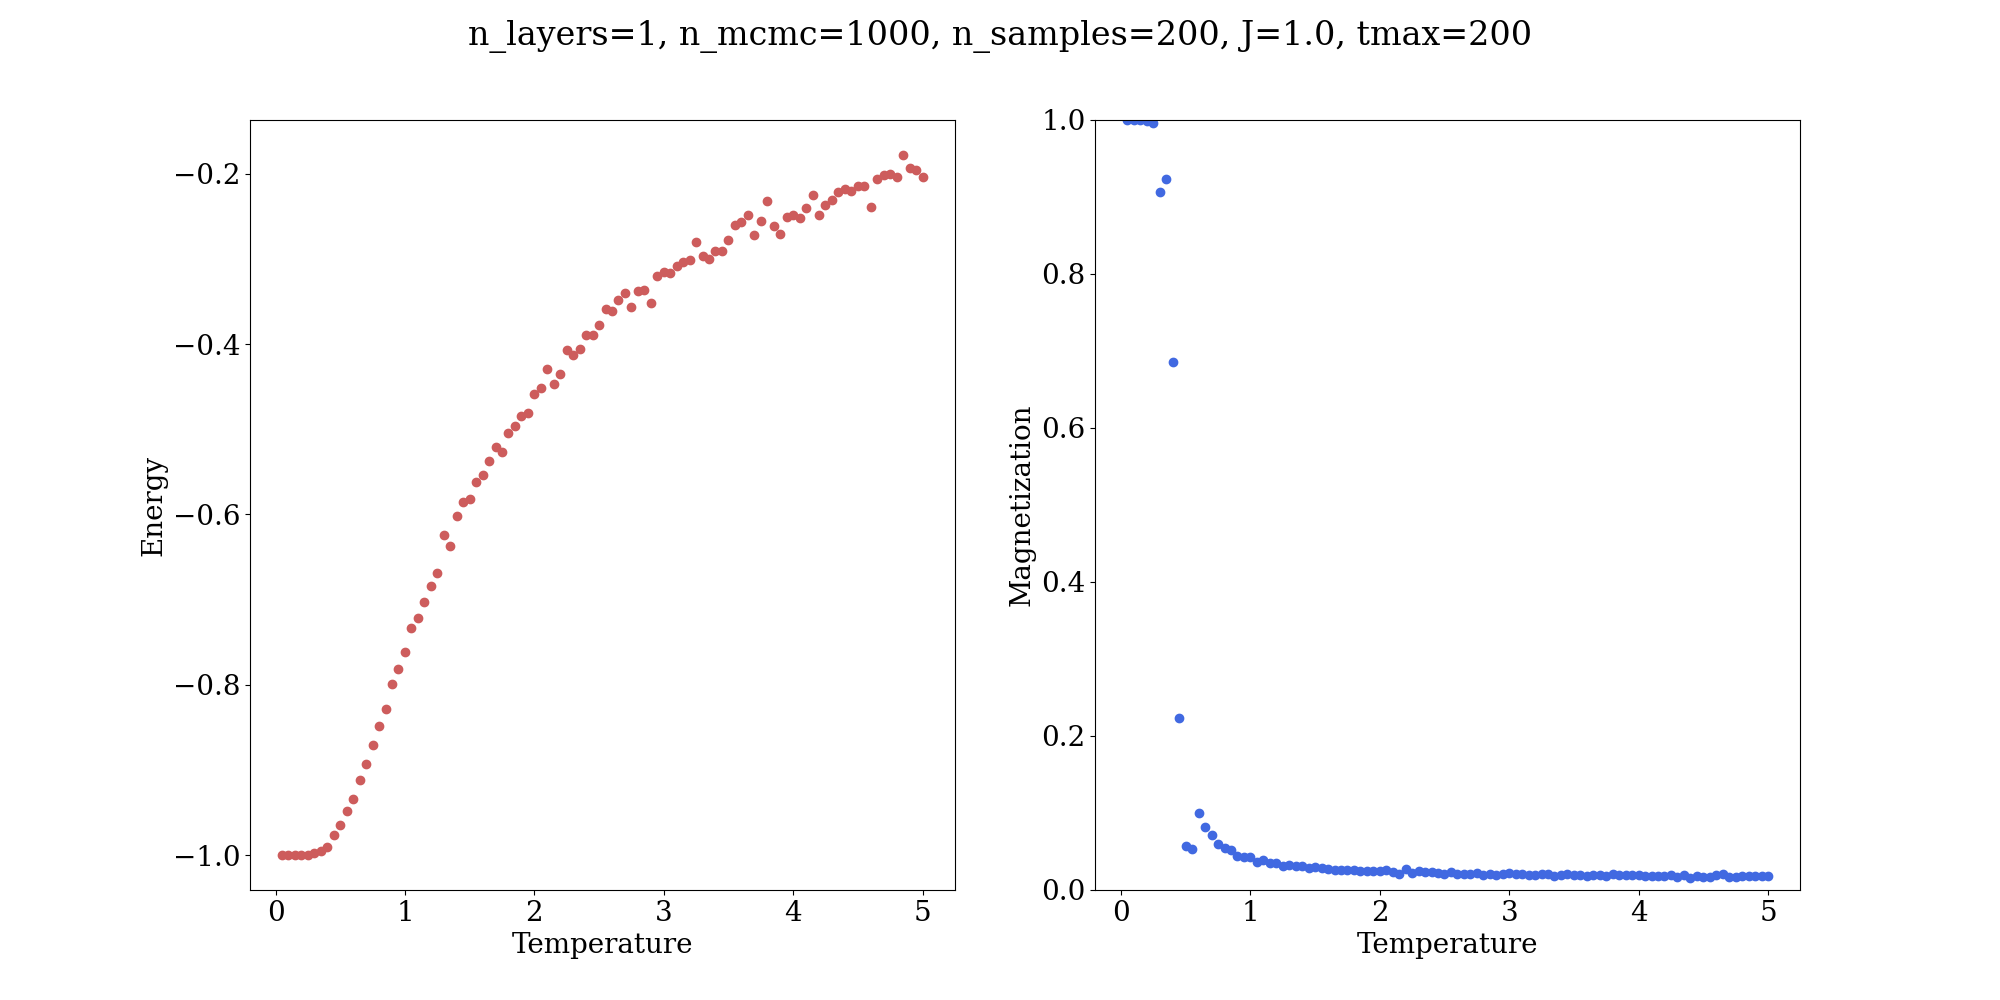 n_layers=1, n_mcmc=1000, n_samples=200, J=1.0, tmax=200
Energy
−0.2
−0.4
−0.6
−0.8
−1.0
0 1 2 3 4 5
Temperature
Magnetization
1.0
0.8
0.6
0.4
0.2
0.0
0 1 2 3 4 5
Temperature